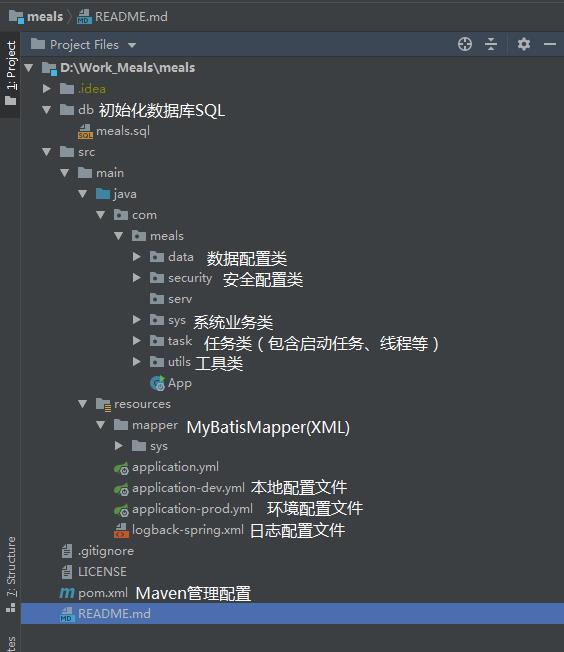 meals README.md
Project Files
1: Project
D:\Work_Meals\meals
.idea
db 初始化数据库SQL
meals.sql
src
main
java
com
meals
data 数据配置类
security 安全配置类
serv
sys 系统业务类
task 任务类（包含启动任务、线程等）
utils 工具类
App
resources
mapper MyBatisMapper(XML)
sys
application.yml
application-dev.yml 本地配置文件
application-prod.yml 环境配置文件
logback-spring.xml 日志配置文件
7: Structure
.gitignore
LICENSE
pom.xml Maven管理配置
README.md